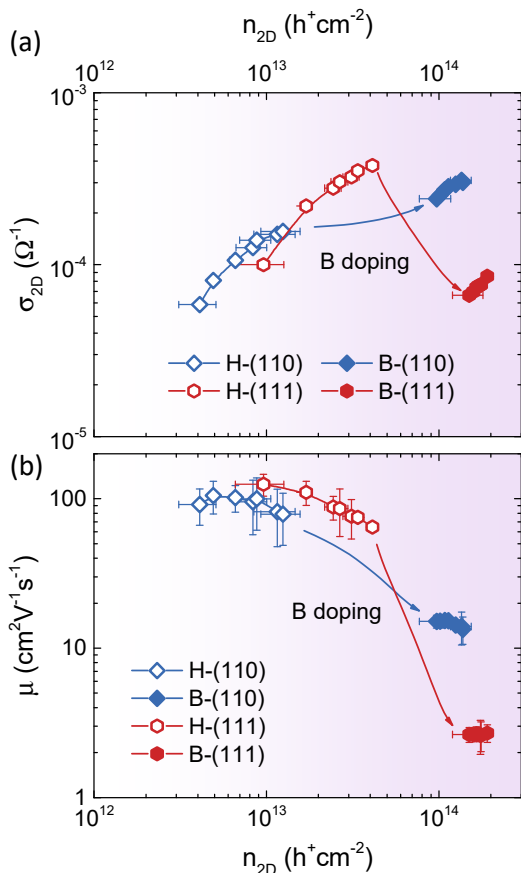 (a)
n2D (h+cm-2)
10^12 10^13 10^14
10^-3
10^-4
10^-5
σ2D (Ω-1)
B doping
H-(110) B-(110)
H-(111) B-(111)
(b)
100
10
1
μ (cm2V-1s-1)
B doping
H-(110)
B-(110)
H-(111)
B-(111)
10^12 10^13 10^14
n2D (h+cm-2)